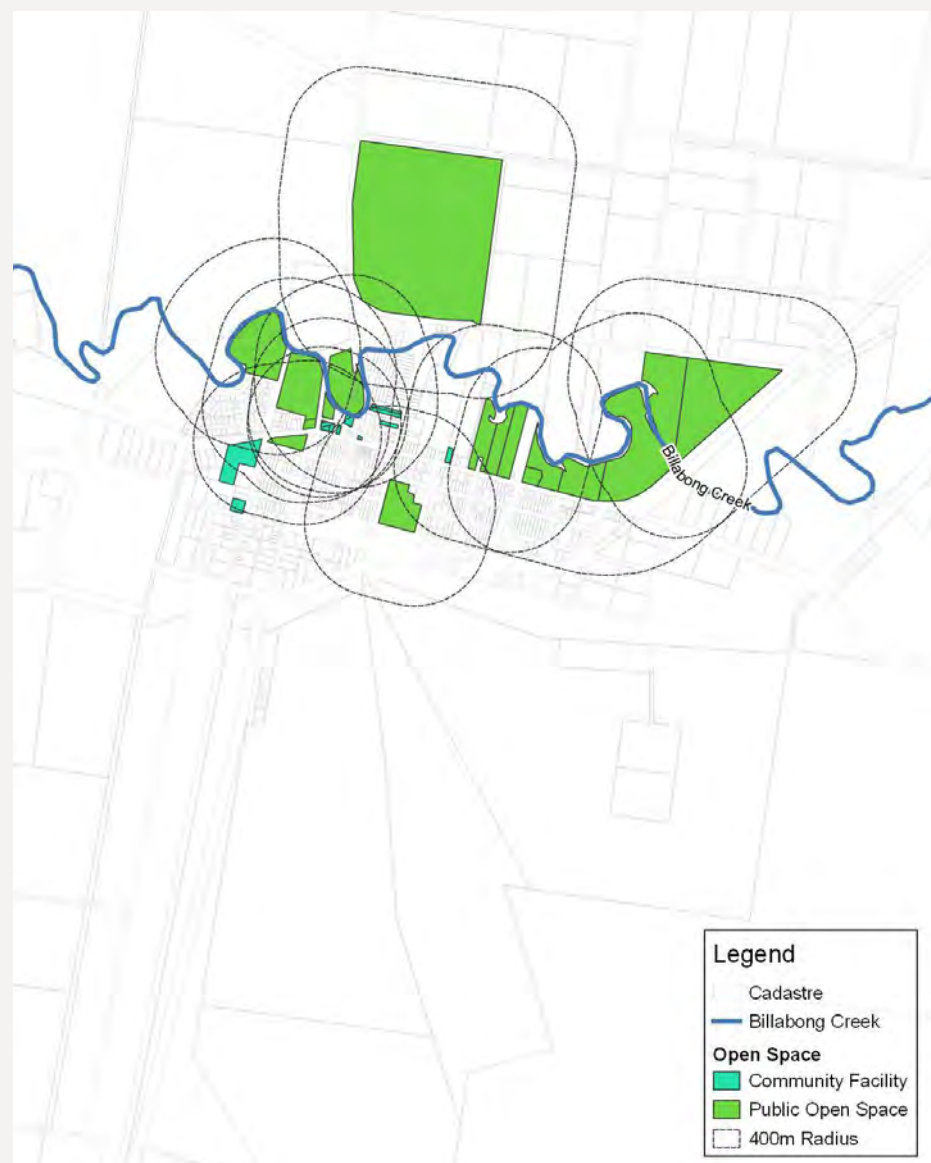 Billabong Creek
Legend
Cadastre
Billabong Creek
Open Space
Community Facility
Public Open Space
400m Radius